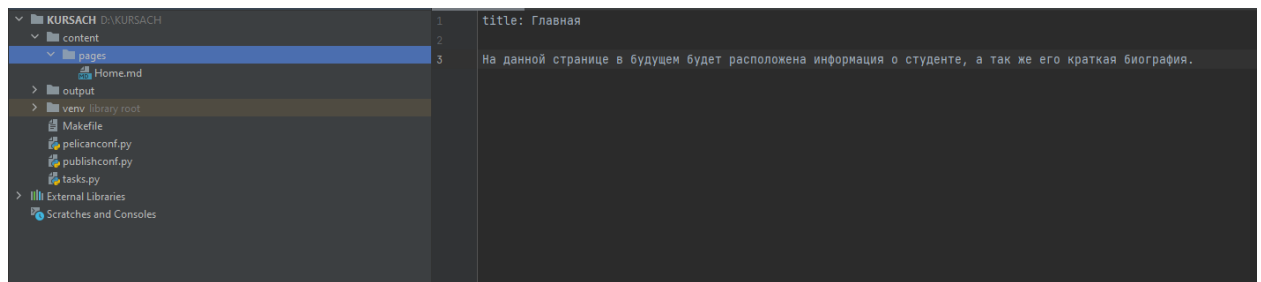 KURSACH D:\KURSACH
content
pages
Home.md
output
venv library root
Makefile
pelicanconf.py
publishconf.py
tasks.py
External Libraries
Scratches and Consoles
1 title: Главная
2
3 На данной странице в будущем будет расположена информация о студенте, а так же его краткая биография.